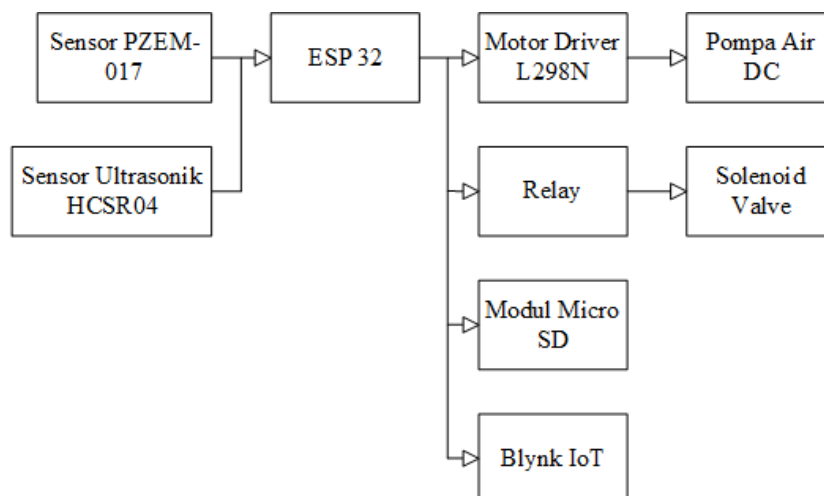 Sensor PZEM-
017
ESP 32
Motor Driver
L298N
Pompa Air
DC
Sensor Ultrasonik
HCSR04
Relay
Solenoid
Valve
Modul Micro
SD
Blynk IoT